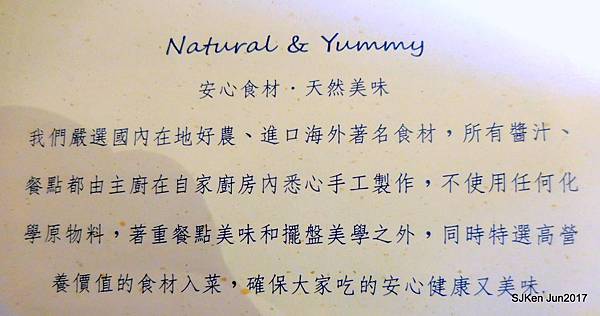 Natural & Yummy
安心食材．天然美味
我們嚴選國內在地好農、進口海外著名食材，所有醬汁、
餐點都由主廚在自家廚房內悉心手工製作，不使用任何化
學原物料，著重餐點美味和擺盤美學之外，同時特選高營
養價值的食材入菜，確保大家吃的安心健康又美味.
SJKen Jun2017